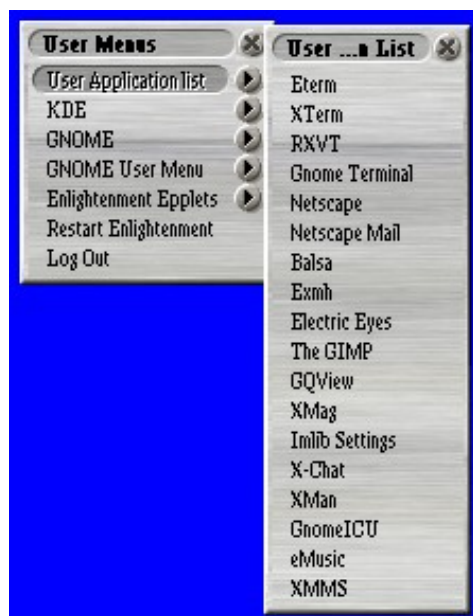 User Menus
User Application list
KDE
GNOME
GNOME User Menu
Enlightenment Epplets
Restart Enlightenment
Log Out
User ...n List
Eterm
XTerm
RXVT
Gnome Terminal
Netscape
Netscape Mail
Balsa
Exmh
Electric Eyes
The GIMP
GQView
XMag
Imlib Settings
X-Chat
XMan
GnomeICU
eMusic
XMMS